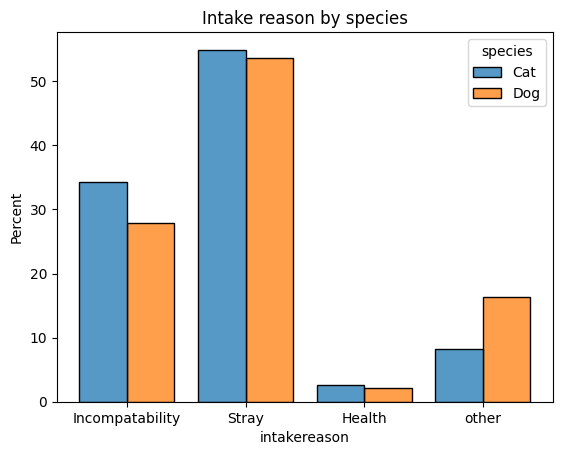 Intake reason by species
species
Cat
Dog
Percent
50
40
30
20
10
0
Incompatability Stray Health other
intakereason